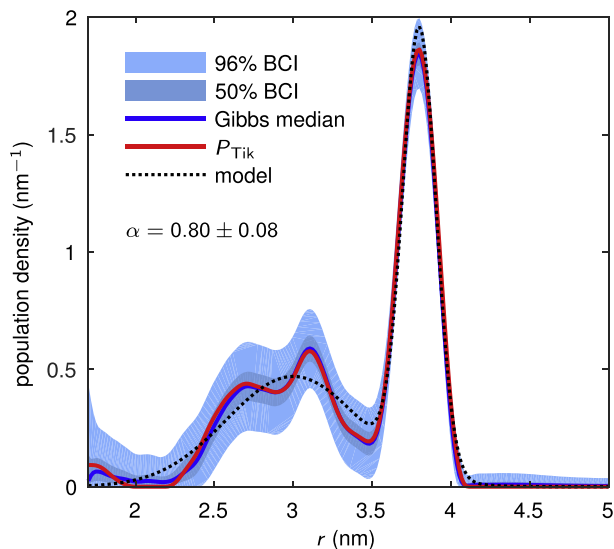 2
1.5
1
0.5
0
population density (nm⁻¹)
96% BCI
50% BCI
Gibbs median
P_Tik
model
α = 0.80 ± 0.08
2 2.5 3 3.5 4 4.5 5
r (nm)